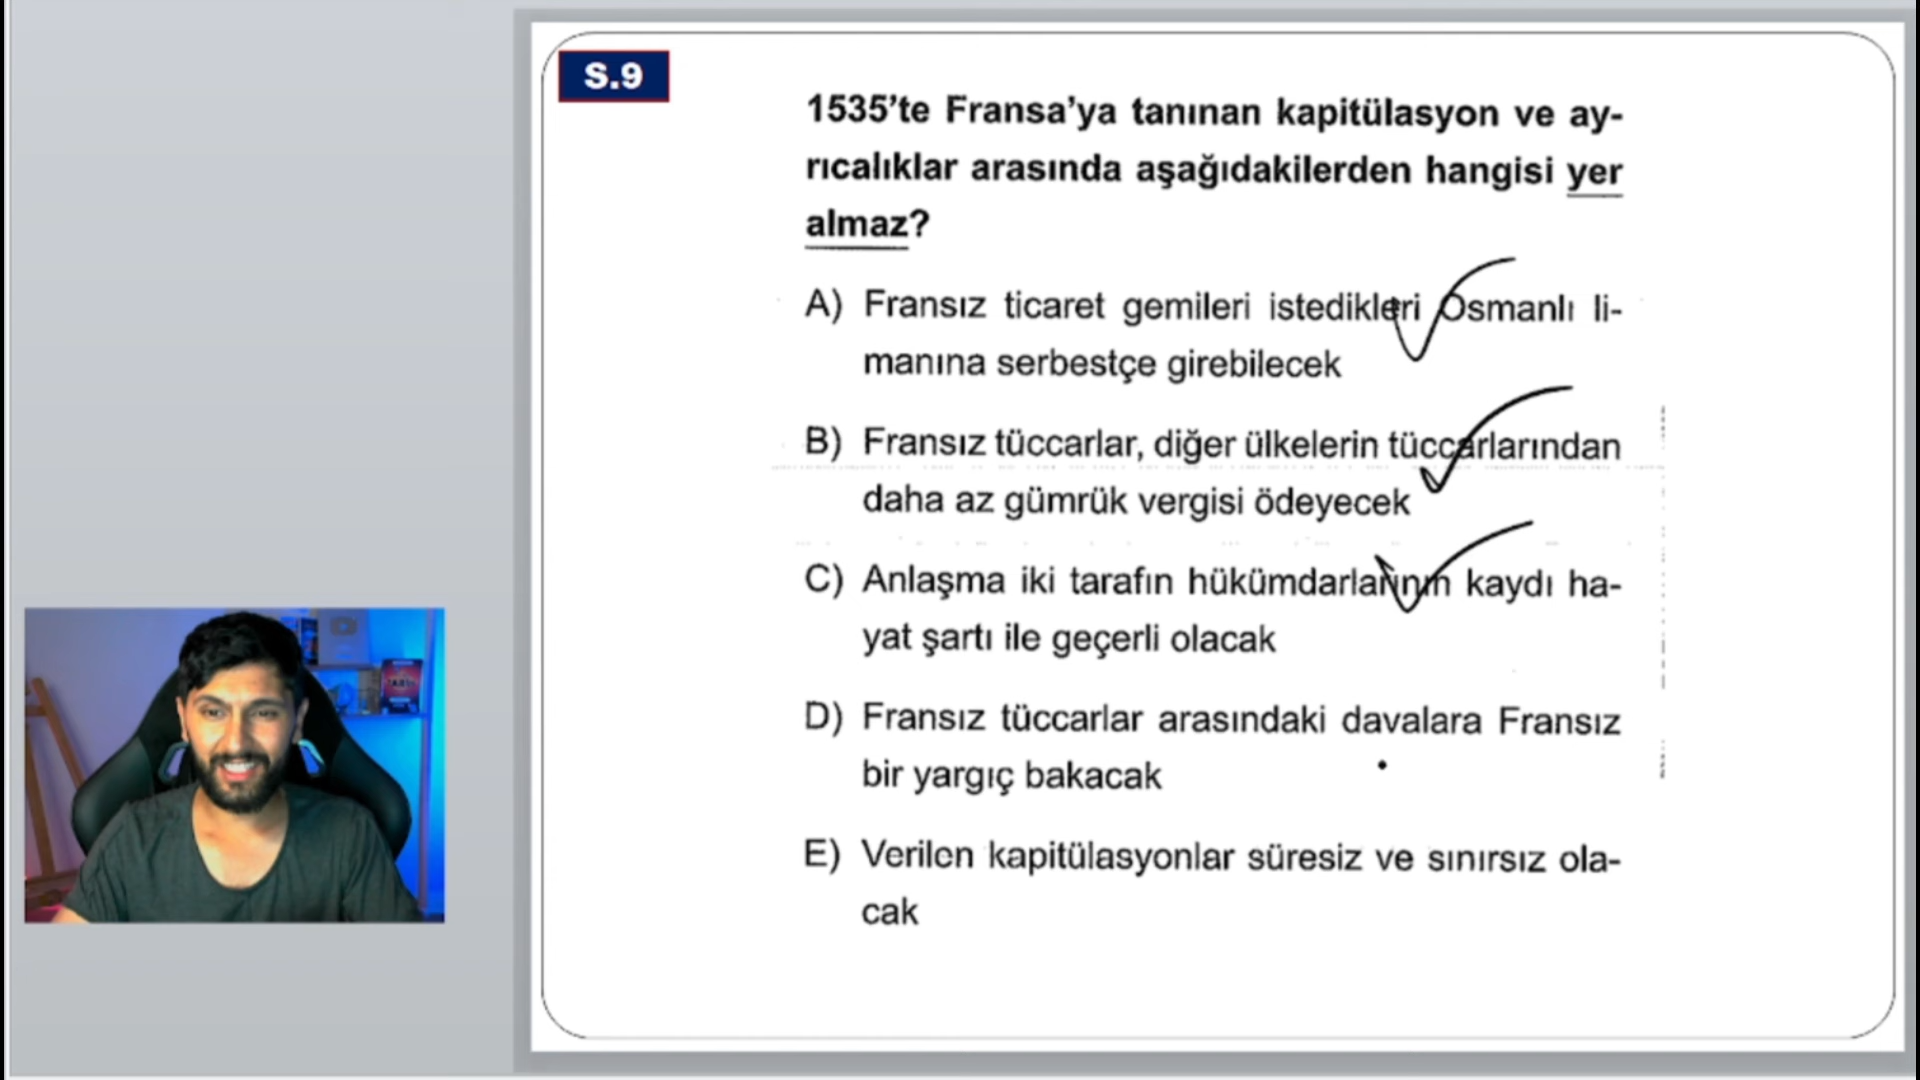 S.9
1535'te Fransa'ya tanınan kapitülasyon ve ay-
rıcalıklar arasında aşağıdakilerden hangisi yer
almaz?
A) Fransız ticaret gemileri istedikleri Osmanlı li-
manına serbestçe girebilecek
B) Fransız tüccarlar, diğer ülkelerin tüccarlarından
daha az gümrük vergisi ödeyecek
C) Anlaşma iki tarafın hükümdarlarının kaydı ha-
yat şartı ile geçerli olacak
D) Fransız tüccarlar arasındaki davalara Fransız
bir yargıç bakacak
E) Verilen kapitülasyonlar süresiz ve sınırsız ola-
cak